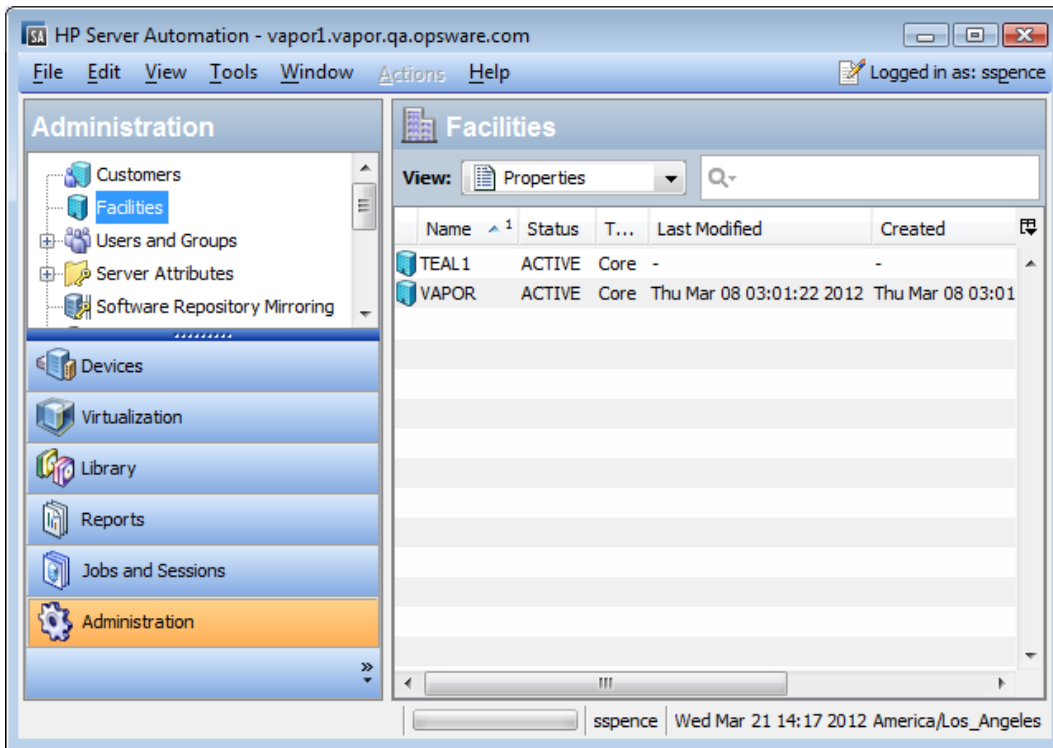 SA HP Server Automation - vapor1.vapor.qa.opsware.com
File Edit View Tools Window Actions Help Logged in as: sspence
Administration
Customers
Facilities
Users and Groups
Server Attributes
Software Repository Mirroring
Devices
Virtualization
Library
Reports
Jobs and Sessions
Administration
Facilities
View: Properties
Name 1 Status T... Last Modified Created
TEAL1 ACTIVE Core - -
VAPOR ACTIVE Core Thu Mar 08 03:01:22 2012 Thu Mar 08 03:01
sspence Wed Mar 21 14:17 2012 America/Los_Angeles